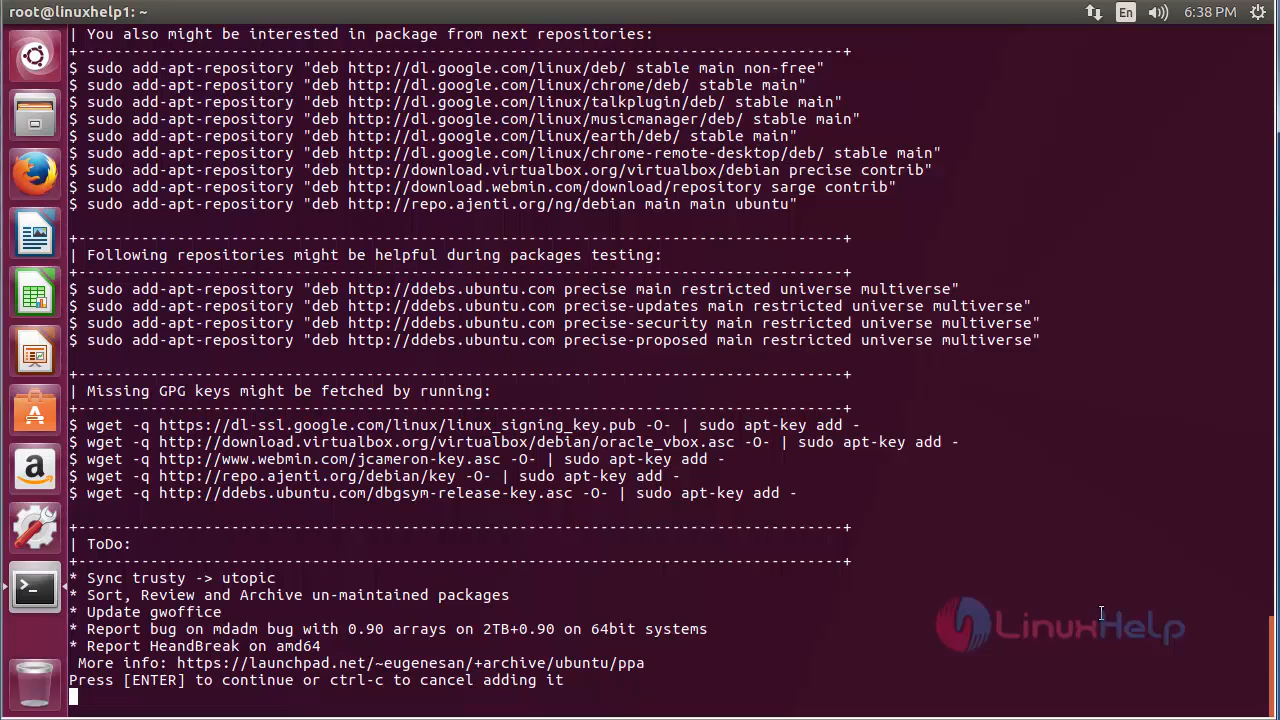 root@linuxhelp1: ~
En
6:38 PM
| You also might be interested in package from next repositories:
+-------------------------------------------------------------------------------------+
$ sudo add-apt-repository "deb http://dl.google.com/linux/deb/ stable main non-free"
$ sudo add-apt-repository "deb http://dl.google.com/linux/chrome/deb/ stable main"
$ sudo add-apt-repository "deb http://dl.google.com/linux/talkplugin/deb/ stable main"
$ sudo add-apt-repository "deb http://dl.google.com/linux/musicmanager/deb/ stable main"
$ sudo add-apt-repository "deb http://dl.google.com/linux/earth/deb/ stable main"
$ sudo add-apt-repository "deb http://dl.google.com/linux/chrome-remote-desktop/deb/ stable main"
$ sudo add-apt-repository "deb http://download.virtualbox.org/virtualbox/debian precise contrib"
$ sudo add-apt-repository "deb http://download.webmin.com/download/repository sarge contrib"
$ sudo add-apt-repository "deb http://repo.ajenti.org/ng/debian main main ubuntu"
+-------------------------------------------------------------------------------------+
| Following repositories might be helpful during packages testing:
+-------------------------------------------------------------------------------------+
$ sudo add-apt-repository "deb http://ddebs.ubuntu.com precise main restricted universe multiverse"
$ sudo add-apt-repository "deb http://ddebs.ubuntu.com precise-updates main restricted universe multiverse"
$ sudo add-apt-repository "deb http://ddebs.ubuntu.com precise-security main restricted universe multiverse"
$ sudo add-apt-repository "deb http://ddebs.ubuntu.com precise-proposed main restricted universe multiverse"
+-------------------------------------------------------------------------------------+
| Missing GPG keys might be fetched by running:
+-------------------------------------------------------------------------------------+
$ wget -q https://dl-ssl.google.com/linux/linux_signing_key.pub -O- | sudo apt-key add -
$ wget -q http://download.virtualbox.org/virtualbox/debian/oracle_vbox.asc -O- | sudo apt-key add -
$ wget -q http://www.webmin.com/jcameron-key.asc -O- | sudo apt-key add -
$ wget -q http://repo.ajenti.org/debian/key -O- | sudo apt-key add -
$ wget -q http://ddebs.ubuntu.com/dbgsym-release-key.asc -O- | sudo apt-key add -
+-------------------------------------------------------------------------------------+
| ToDo:
+-------------------------------------------------------------------------------------+
* Sync trusty -> utopic
* Sort, Review and Archive un-maintained packages
* Update gwoffice
* Report bug on mdadm bug with 0.90 arrays on 2TB+0.90 on 64bit systems
* Report HeandBreak on amd64
More info: https://launchpad.net/~eugenesan/+archive/ubuntu/ppa
Press [ENTER] to continue or ctrl-c to cancel adding it
LinuxHelp